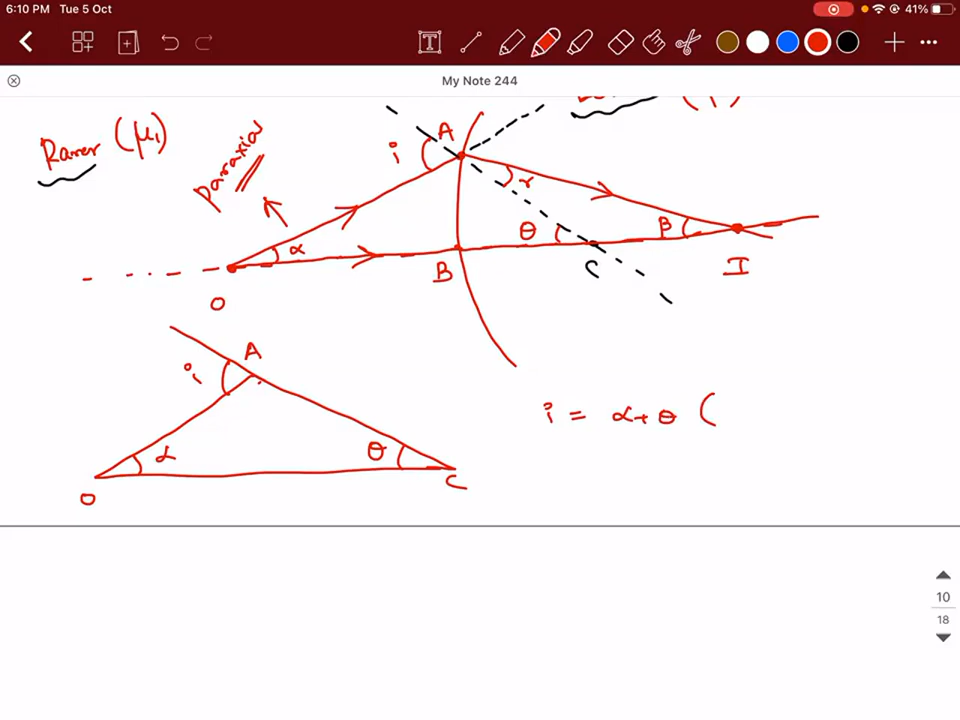 6:10 PM Tue 5 Oct
41%
T
My Note 244
Rarer (μ1)
paraxial
A
i
r
α
θ
β
O
B
C
I
A
i
α
θ
O
C
i = α+θ (
10
18